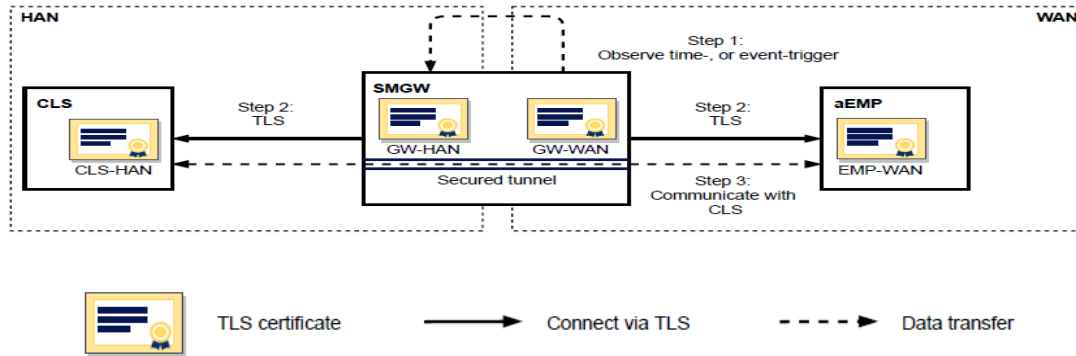 HAN
WAN
Step 1:
Observe time-, or event-trigger
CLS
Step 2:
TLS
SMGW
Step 2:
TLS
aEMP
CLS-HAN
GW-HAN
GW-WAN
EMP-WAN
Secured tunnel
Step 3:
Communicate with
CLS
TLS certificate
Connect via TLS
Data transfer